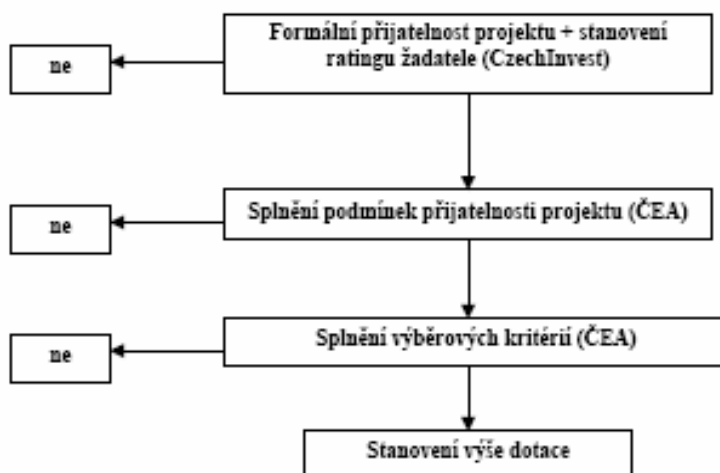 Formální přijatelnost projektu + stanovení
ratingu žadatele (CzechInvest)
ne
Splnění podmínek přijatelnosti projektu (ČEA)
ne
Splnění výběrových kritérií (ČEA)
ne
Stanovení výše dotace